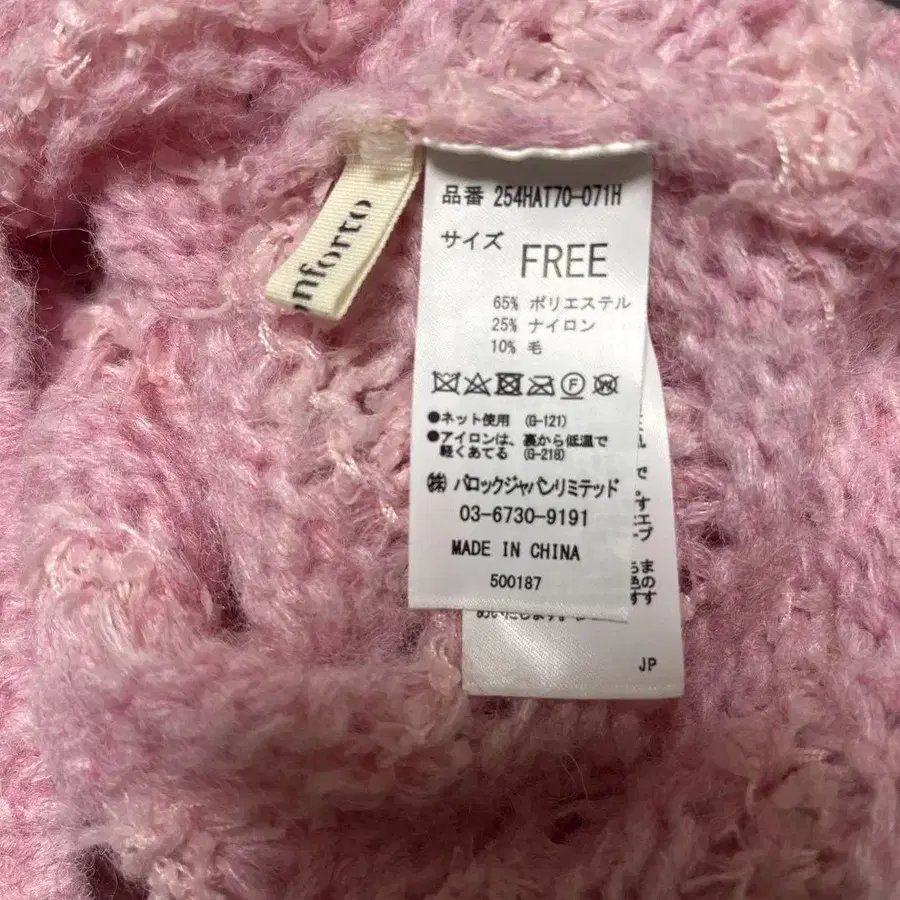 onforto
品番 254HAT70-071H
サイズ
FREE
65% ポリエステル
25% ナイロン
10% 毛
●ネット使用 (G-121)
●アイロンは、裏から低温で
軽くあてる (G-218)
㈱ バロックジャパンリミテッド
03-6730-9191
MADE IN CHINA
500187
JP